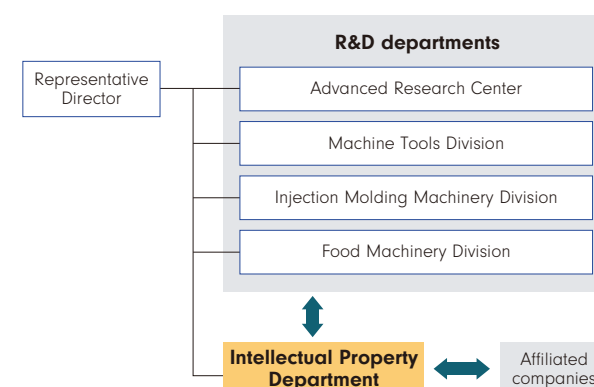 R&D departments
Representative
Director
Advanced Research Center
Machine Tools Division
Injection Molding Machinery Division
Food Machinery Division
Intellectual Property
Department
Affiliated
companies